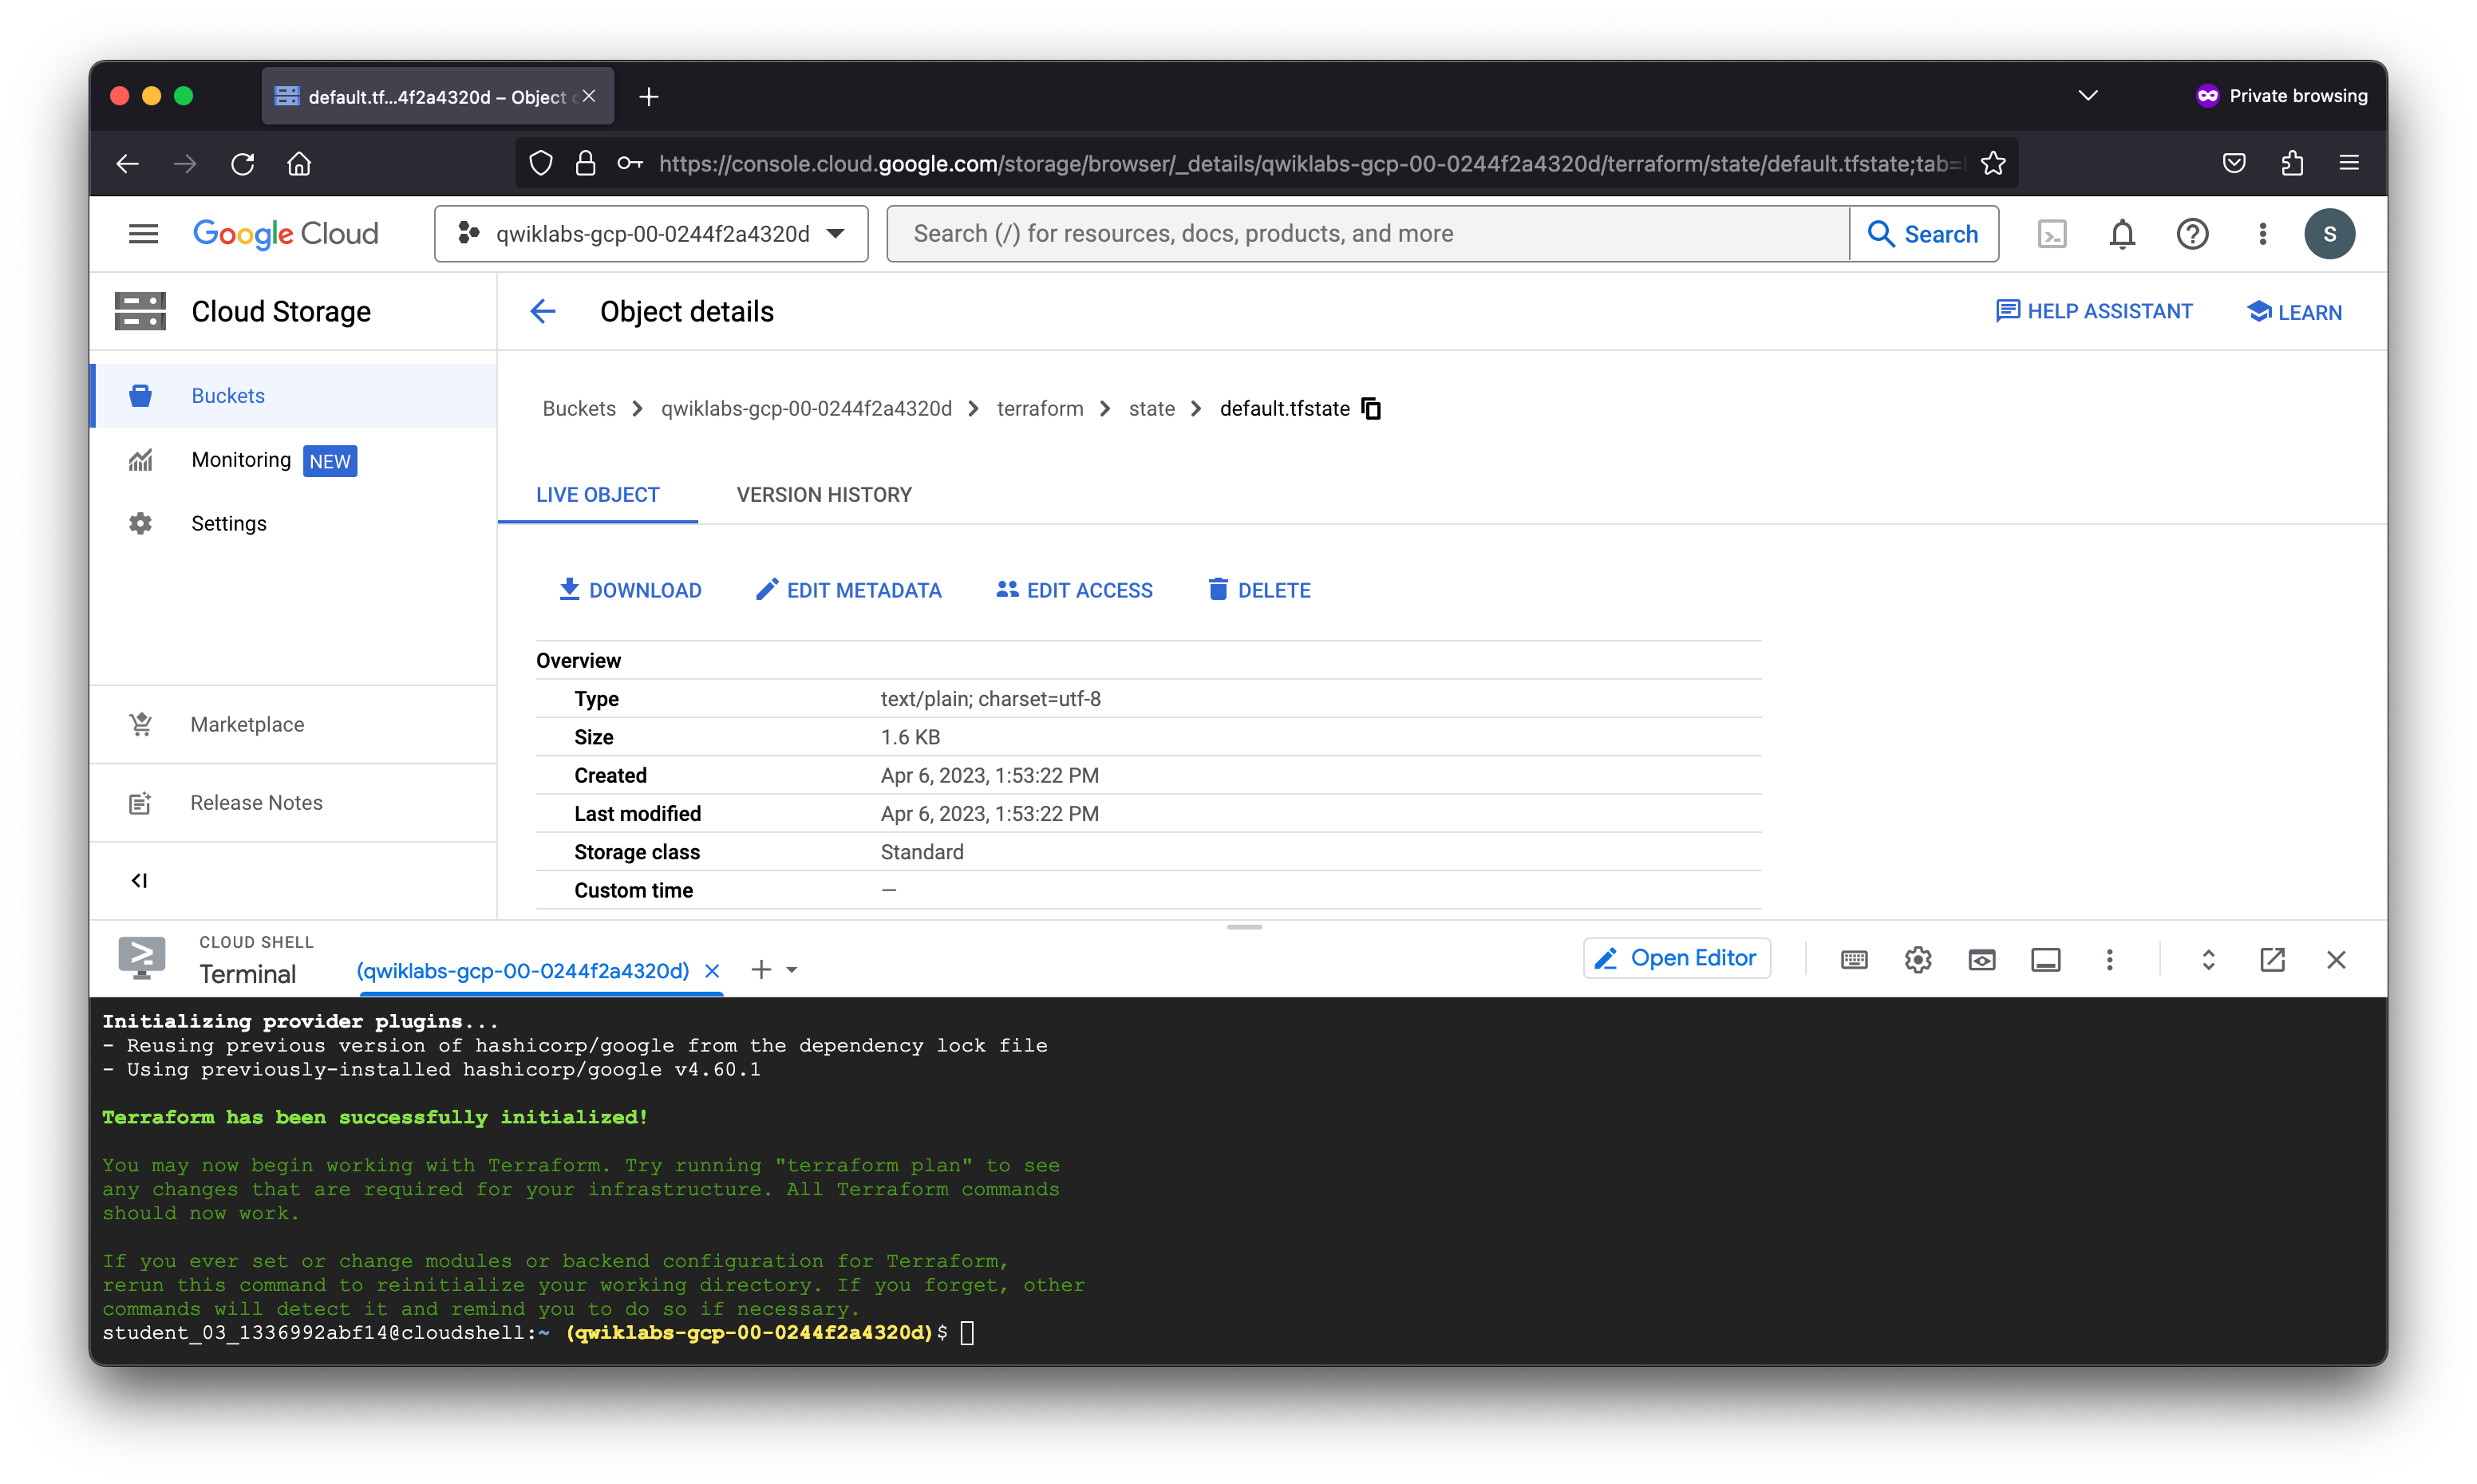 default.tf...4f2a4320d – Object
Private browsing
https://console.cloud.google.com/storage/browser/_details/qwiklabs-gcp-00-0244f2a4320d/terraform/state/default.tfstate;tab=
Google Cloud
qwiklabs-gcp-00-0244f2a4320d
Search (/) for resources, docs, products, and more
Search
S
Cloud Storage
Object details
HELP ASSISTANT
LEARN
Buckets
Monitoring NEW
Settings
Marketplace
Release Notes
Buckets qwiklabs-gcp-00-0244f2a4320d terraform state default.tfstate
LIVE OBJECT
VERSION HISTORY
DOWNLOAD
EDIT METADATA
EDIT ACCESS
DELETE
Overview
Type text/plain; charset=utf-8
Size 1.6 KB
Created Apr 6, 2023, 1:53:22 PM
Last modified Apr 6, 2023, 1:53:22 PM
Storage class Standard
Custom time —
CLOUD SHELL
Terminal
(qwiklabs-gcp-00-0244f2a4320d)
Open Editor
Initializing provider plugins...
- Reusing previous version of hashicorp/google from the dependency lock file
- Using previously-installed hashicorp/google v4.60.1
Terraform has been successfully initialized!
You may now begin working with Terraform. Try running "terraform plan" to see
any changes that are required for your infrastructure. All Terraform commands
should now work.
If you ever set or change modules or backend configuration for Terraform,
rerun this command to reinitialize your working directory. If you forget, other
commands will detect it and remind you to do so if necessary.
student_03_1336992abf14@cloudshell:~ (qwiklabs-gcp-00-0244f2a4320d)$